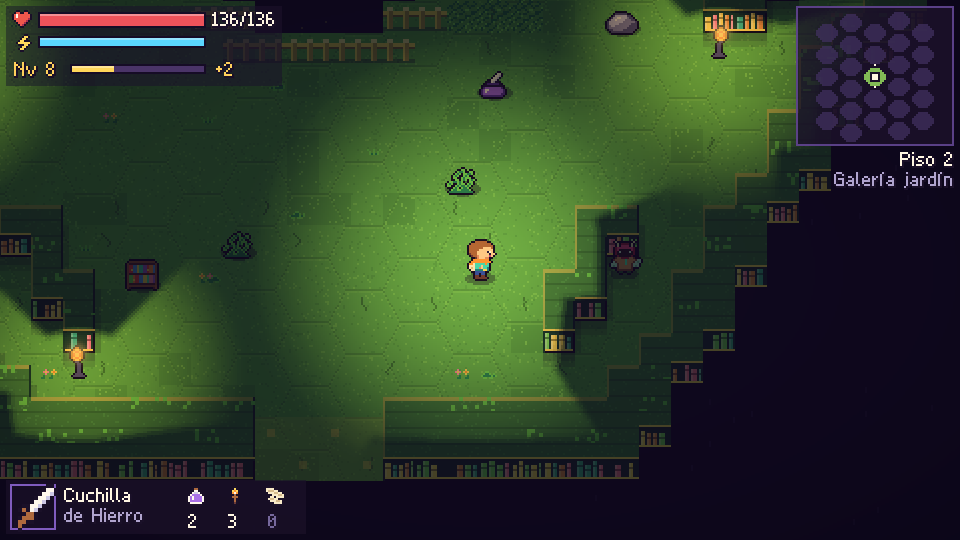 136/136
Nv 8
+2
Piso 2
Galería jardín
Cuchilla
de Hierro
2 3 0